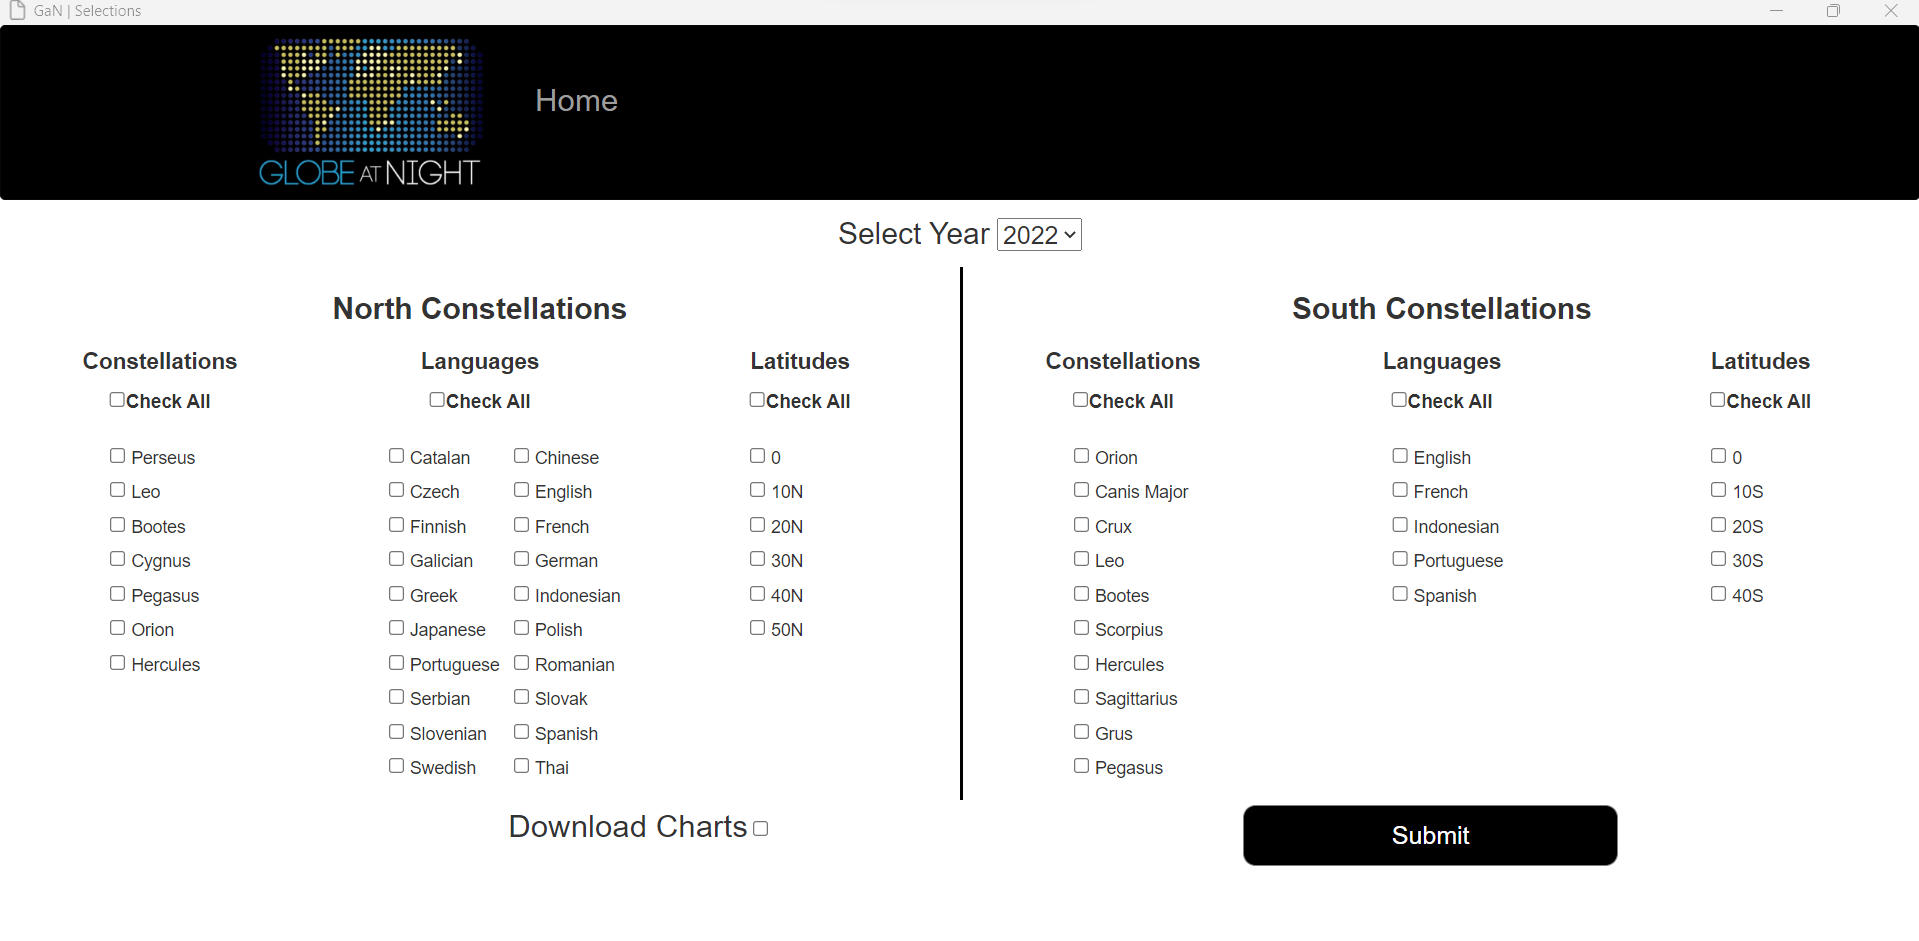 GaN | Selections
GLOBE AT NIGHT
Home
Select Year 2022
North Constellations
Constellations
Check All
Perseus
Leo
Bootes
Cygnus
Pegasus
Orion
Hercules
Languages
Check All
Catalan Chinese
Czech English
Finnish French
Galician German
Greek Indonesian
Japanese Polish
Portuguese Romanian
Serbian Slovak
Slovenian Spanish
Swedish Thai
Latitudes
Check All
0
10N
20N
30N
40N
50N
South Constellations
Constellations
Check All
Orion
Canis Major
Crux
Leo
Bootes
Scorpius
Hercules
Sagittarius
Grus
Pegasus
Languages
Check All
English
French
Indonesian
Portuguese
Spanish
Latitudes
Check All
0
10S
20S
30S
40S
Download Charts
Submit